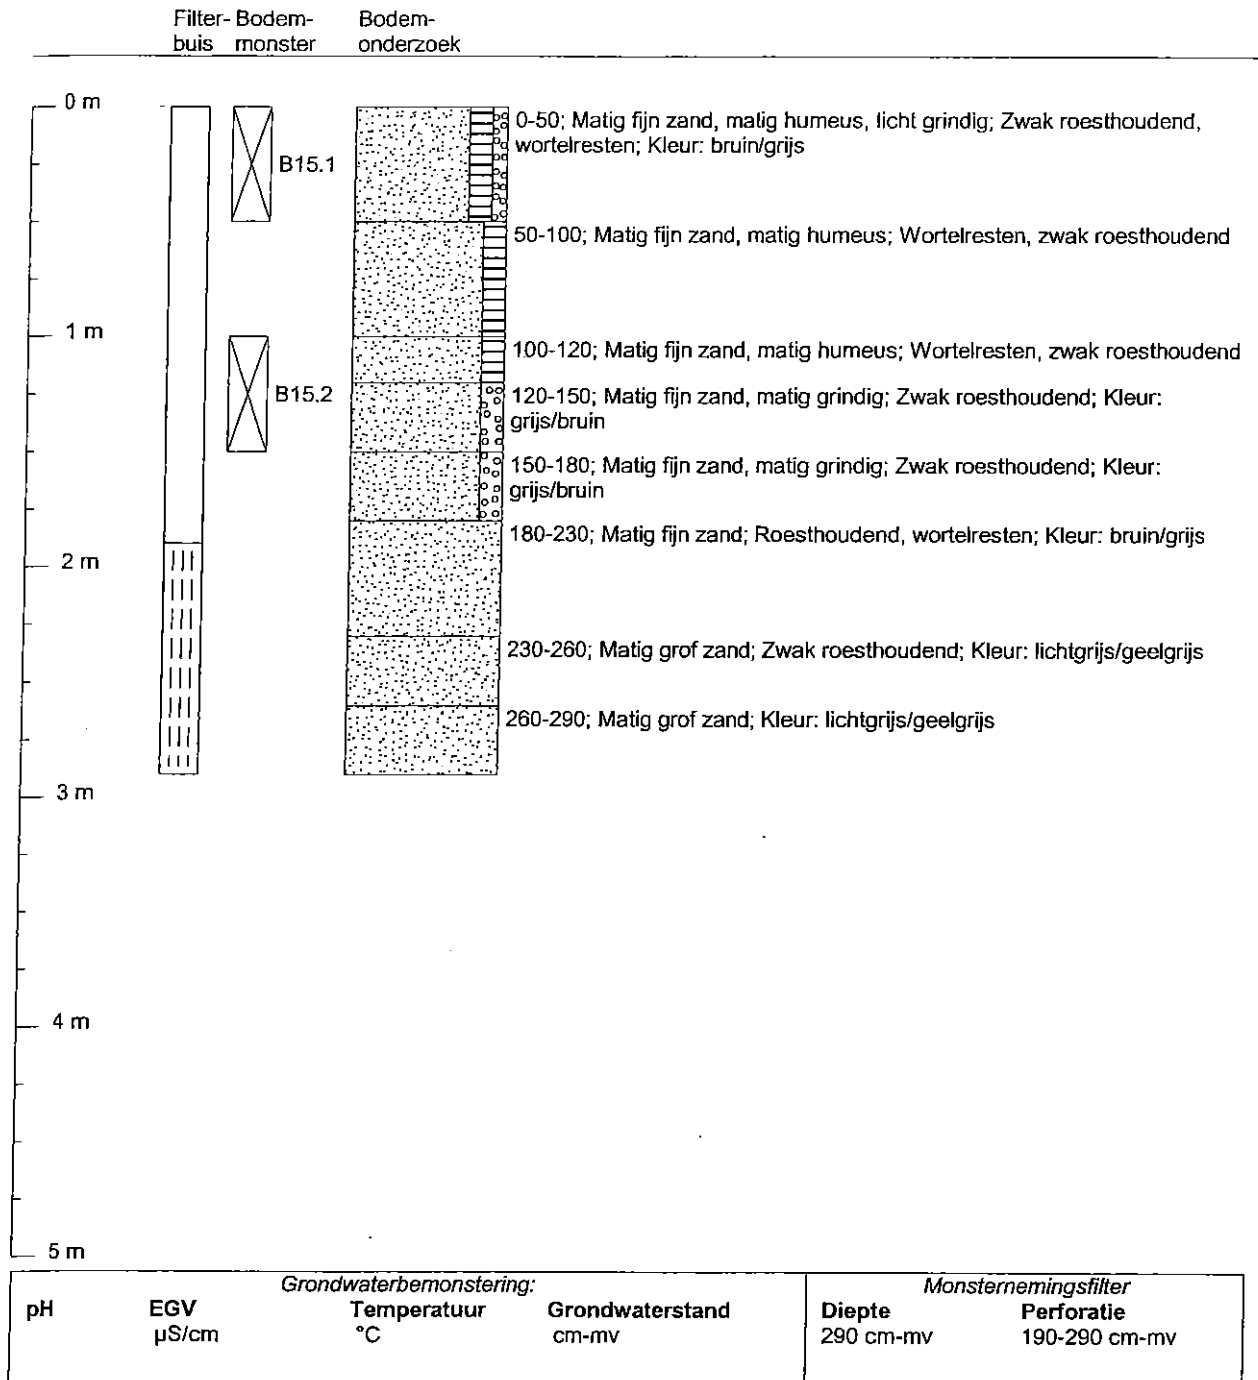 Filter- Bodem- Bodem-
buis monster onderzoek
0 m
0-50; Matig fijn zand, matig humeus, licht grindig; Zwak roesthoudend,
wortelresten; Kleur: bruin/grijs
B15.1
50-100; Matig fijn zand, matig humeus; Wortelresten, zwak roesthoudend
1 m
100-120; Matig fijn zand, matig humeus; Wortelresten, zwak roesthoudend
B15.2
120-150; Matig fijn zand, matig grindig; Zwak roesthoudend; Kleur:
grijs/bruin
150-180; Matig fijn zand, matig grindig; Zwak roesthoudend; Kleur:
grijs/bruin
180-230; Matig fijn zand; Roesthoudend, wortelresten; Kleur: bruin/grijs
2 m
230-260; Matig grof zand; Zwak roesthoudend; Kleur: lichtgrijs/geelgrijs
260-290; Matig grof zand; Kleur: lichtgrijs/geelgrijs
3 m
4 m
5 m
Grondwaterbemonstering: Monsternemingsfilter
pH EGV Temperatuur Grondwaterstand Diepte Perforatie
µS/cm °C cm-mv 290 cm-mv 190-290 cm-mv